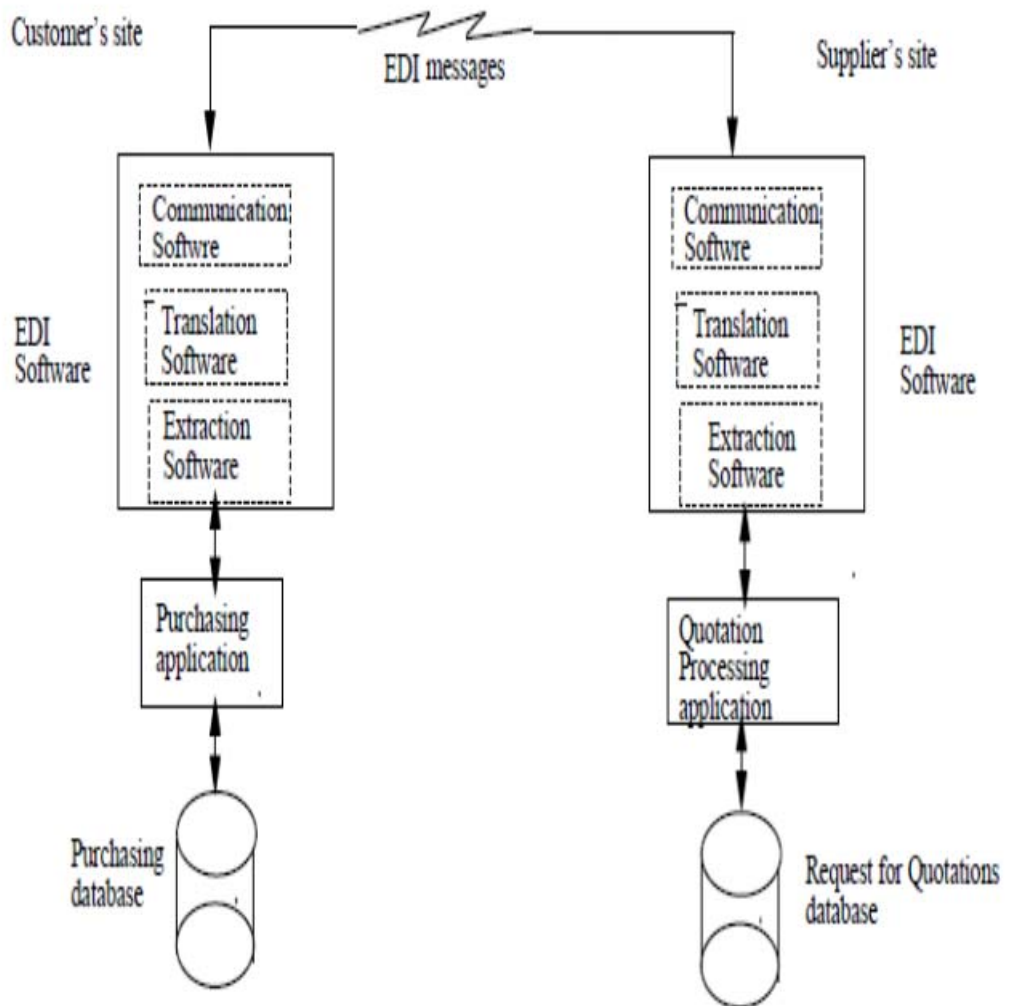 Customer's site
EDI messages
Supplier's site
Communication
Softwre
Translation
Software
Extraction
Software
EDI
Software
Communication
Softwre
Translation
Software
Extraction
Software
EDI
Software
Purchasing
application
Quotation
Processing
application
Purchasing
database
Request for Quotations
database